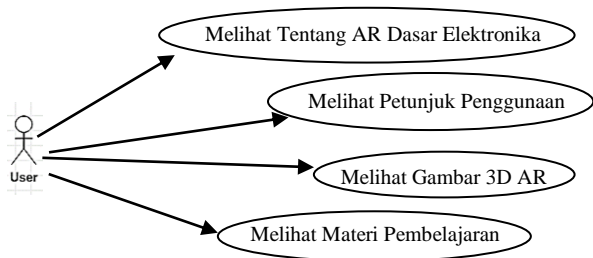 Melihat Tentang AR Dasar Elektronika
Melihat Petunjuk Penggunaan
User
Melihat Gambar 3D AR
Melihat Materi Pembelajaran